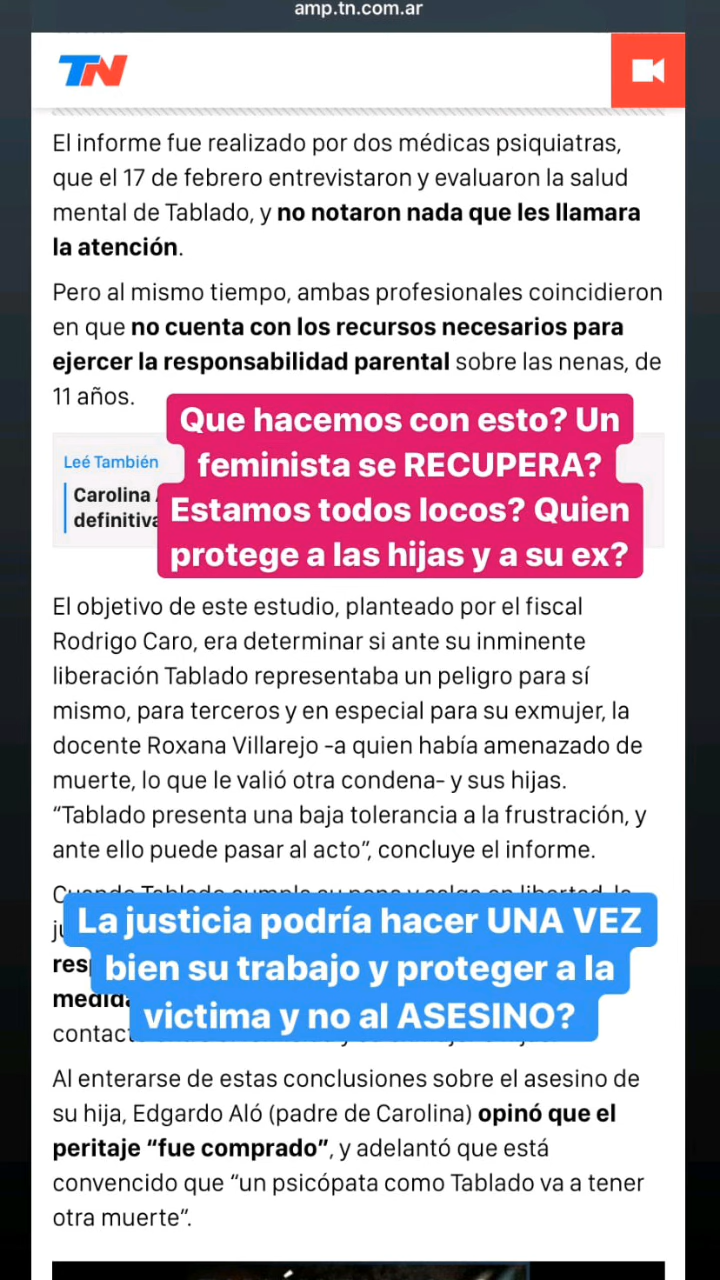 amp.tn.com.ar
TN
El informe fue realizado por dos médicas psiquiatras,
que el 17 de febrero entrevistaron y evaluaron la salud
mental de Tablado, y no notaron nada que les llamara
la atención.
Pero al mismo tiempo, ambas profesionales coincidieron
en que no cuenta con los recursos necesarios para
ejercer la responsabilidad parental sobre las nenas, de
11 años.
Que hacemos con esto? Un
feminista se RECUPERA?
Estamos todos locos? Quien
protege a las hijas y a su ex?
Leé También
Carolina
El objetivo de este estudio, planteado por el fiscal
Rodrigo Caro, era determinar si ante su inminente
liberación Tablado representaba un peligro para sí
mismo, para terceros y en especial para su exmujer, la
docente Roxana Villarejo -a quien había amenazado de
muerte, lo que le valió otra condena- y sus hijas.
“Tablado presenta una baja tolerancia a la frustración, y
ante ello puede pasar al acto”, concluye el informe.
La justicia podría hacer UNA VEZ
bien su trabajo y proteger a la
victima y no al ASESINO?
Al enterarse de estas conclusiones sobre el asesino de
su hija, Edgardo Aló (padre de Carolina) opinó que el
peritaje “fue comprado”, y adelantó que está
convencido que “un psicópata como Tablado va a tener
otra muerte”.